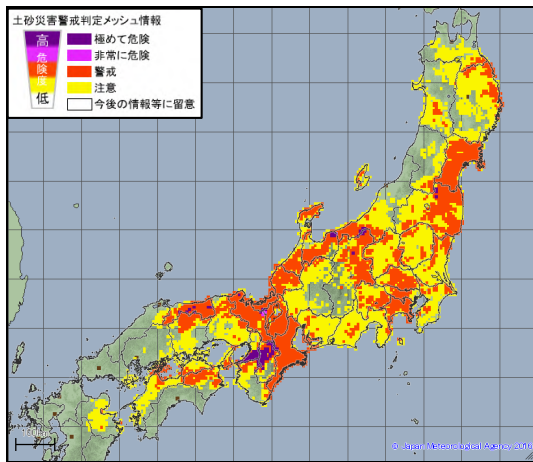 土砂災害警戒判定メッシュ情報
高
危険度
低
極めて危険
非常に危険
警戒
注意
今後の情報等に留意
100km
© Japan Meteorological Agency 2016